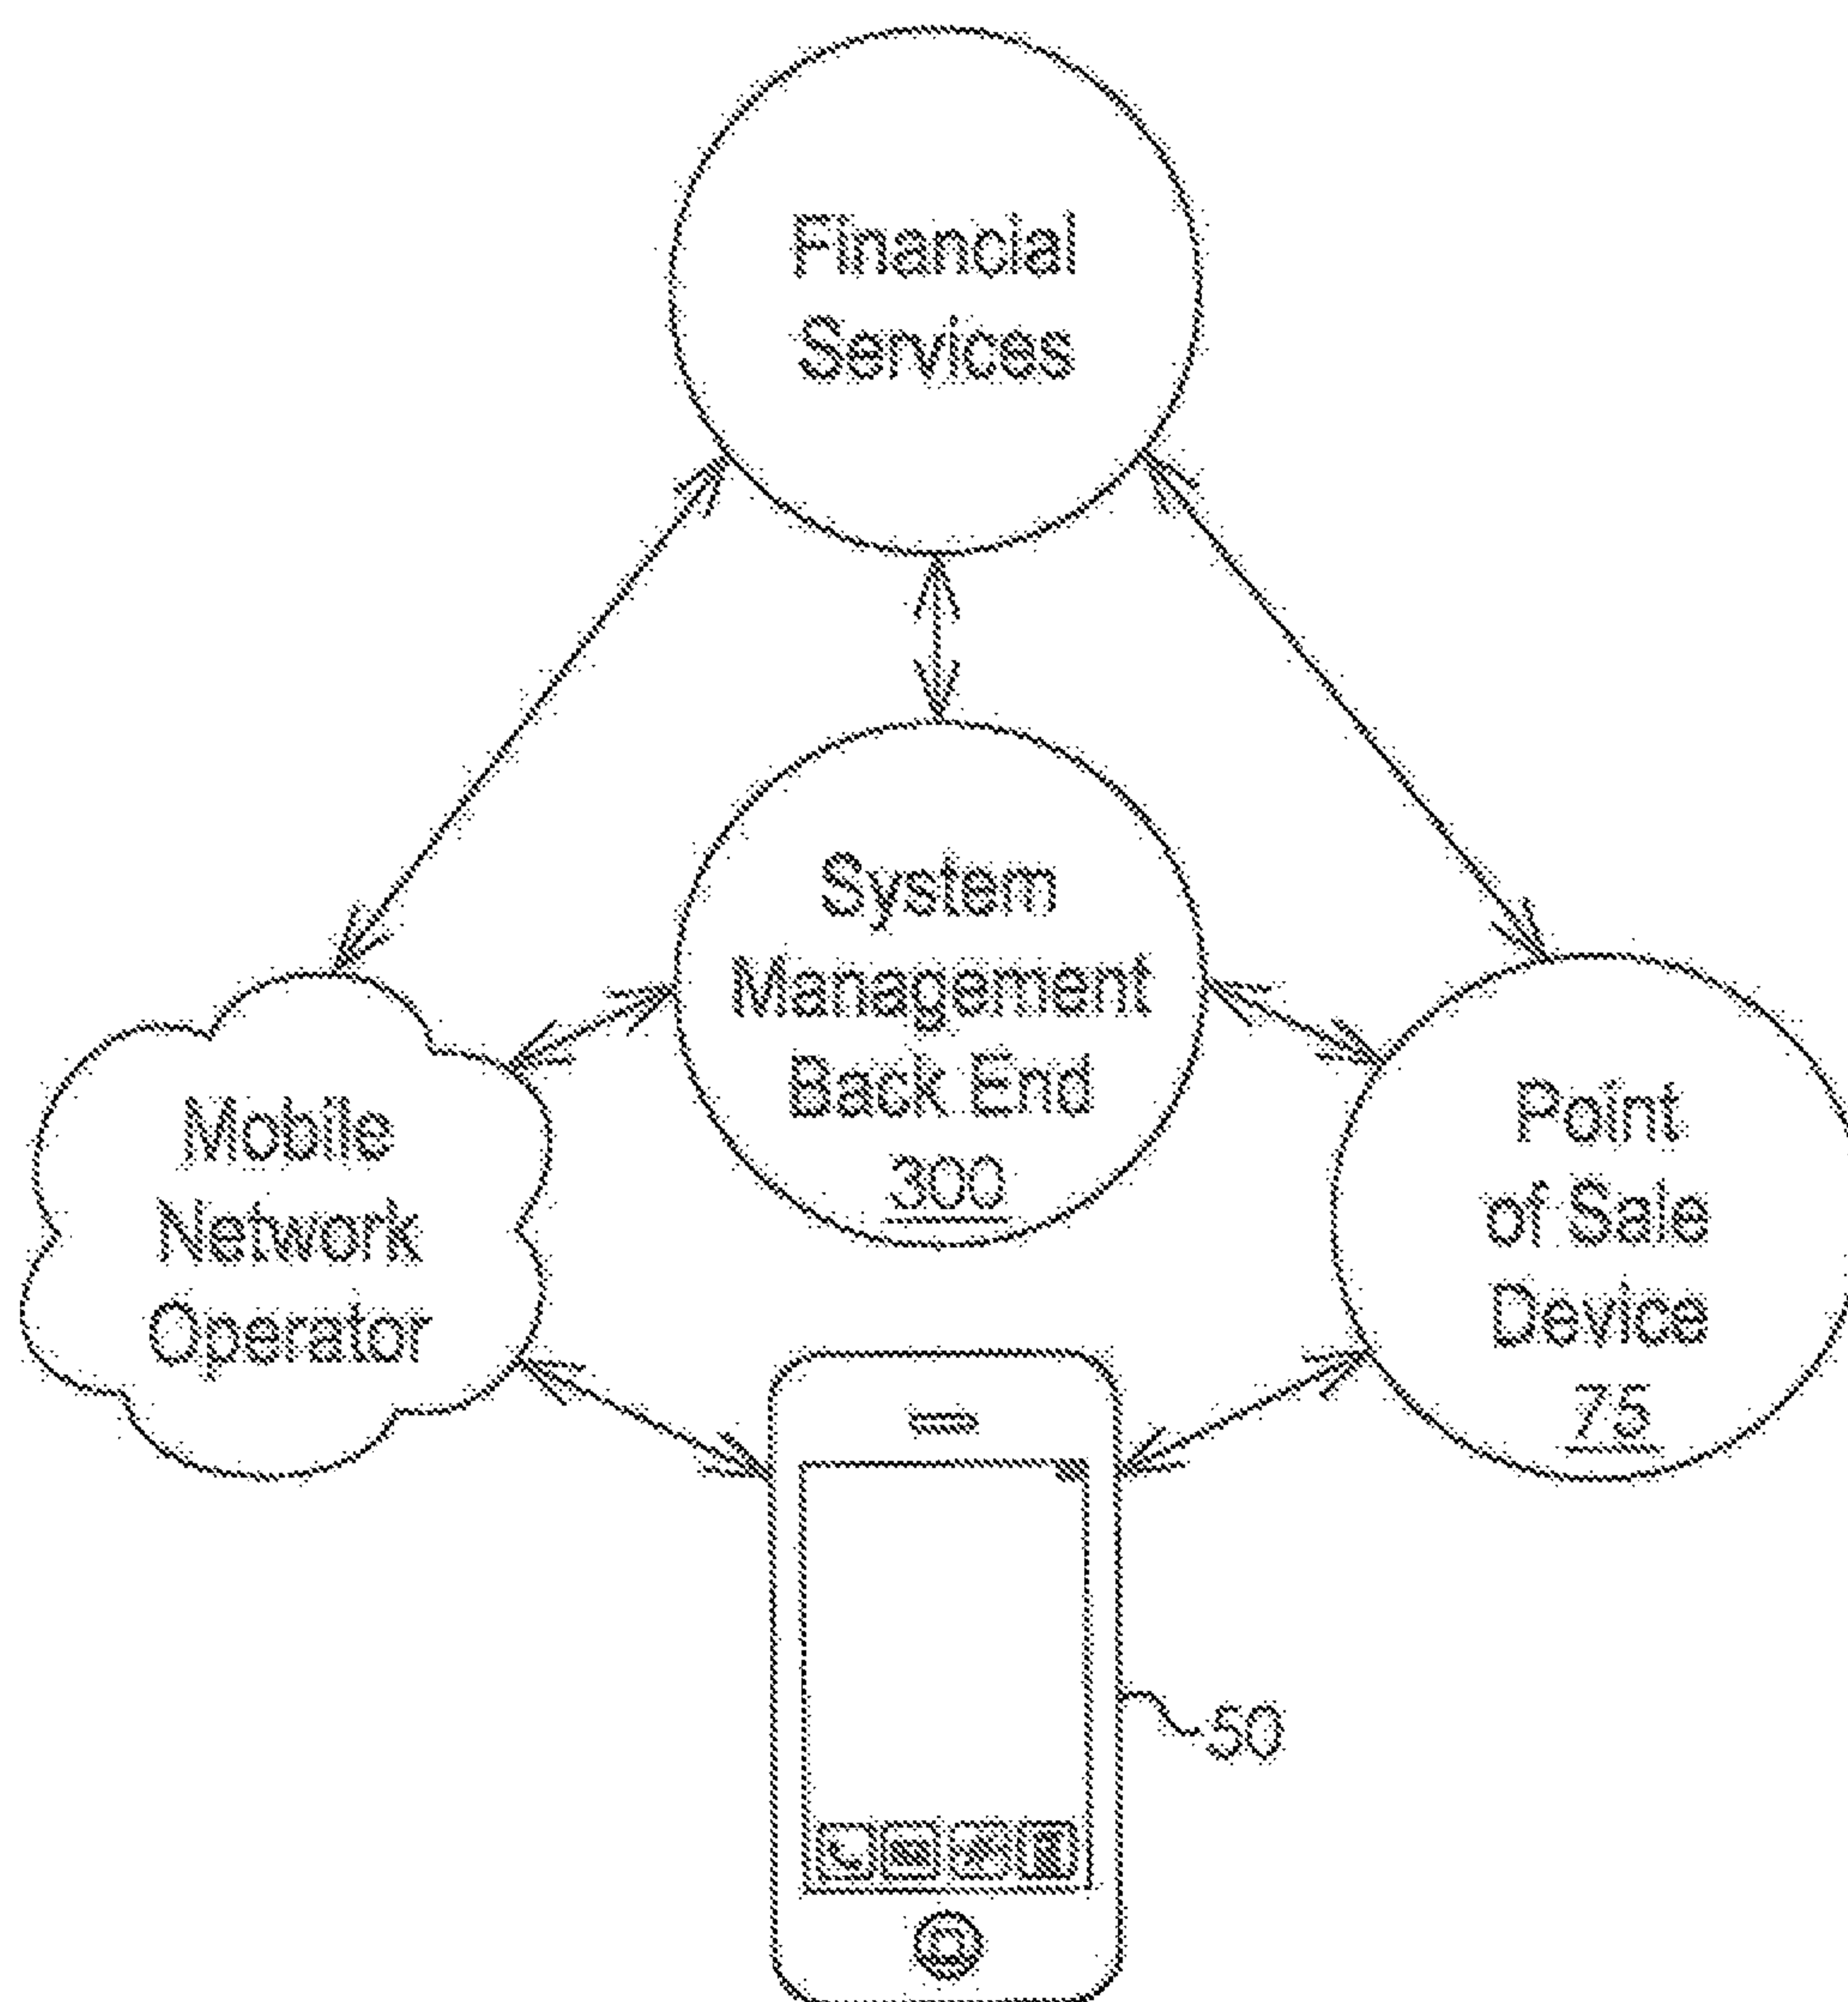 Financial
Services
System
Management
Back End
300
Mobile
Network
Operator
Point
of Sale
Device
75
50